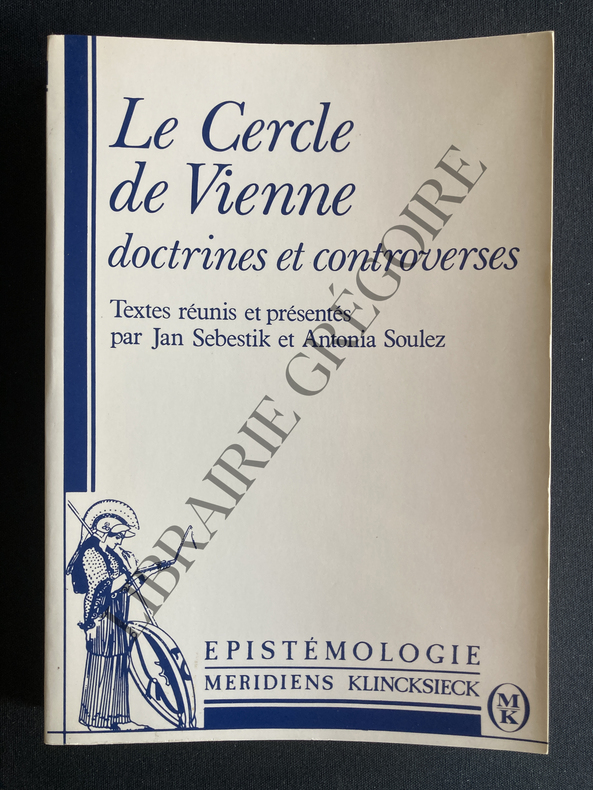 Le Cercle
de Vienne
doctrines et controverses
Textes réunis et présentés
par Jan Sebestik et Antonia Soulez
LIBRAIRIE GRÉGOIRE
EPISTÉMOLOGIE
MERIDIENS KLINCKSIECK
M
K